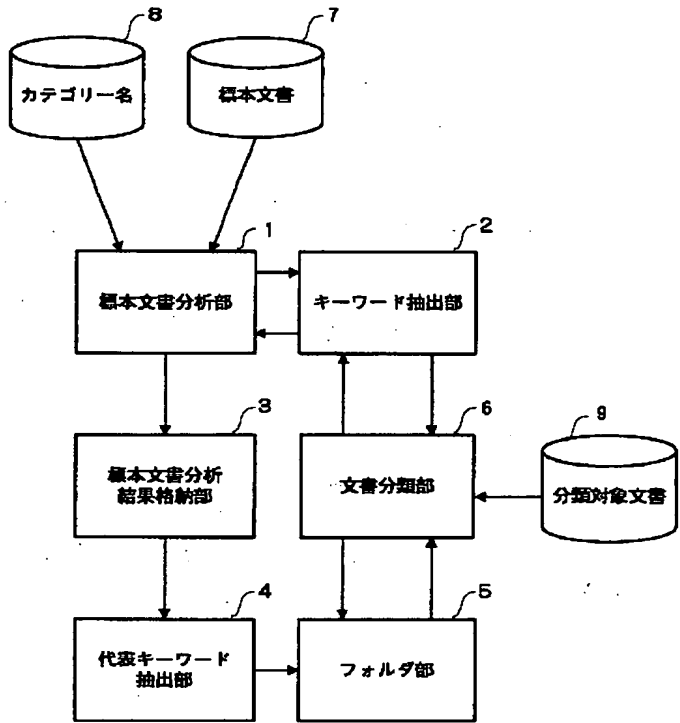 8
7
カテゴリー名
標本文書
1
2
標本文書分析部
キーワード抽出部
3
6
9
標本文書分析
結果格納部
文書分類部
分類対象文書
4
5
代表キーワード
抽出部
フォルダ部